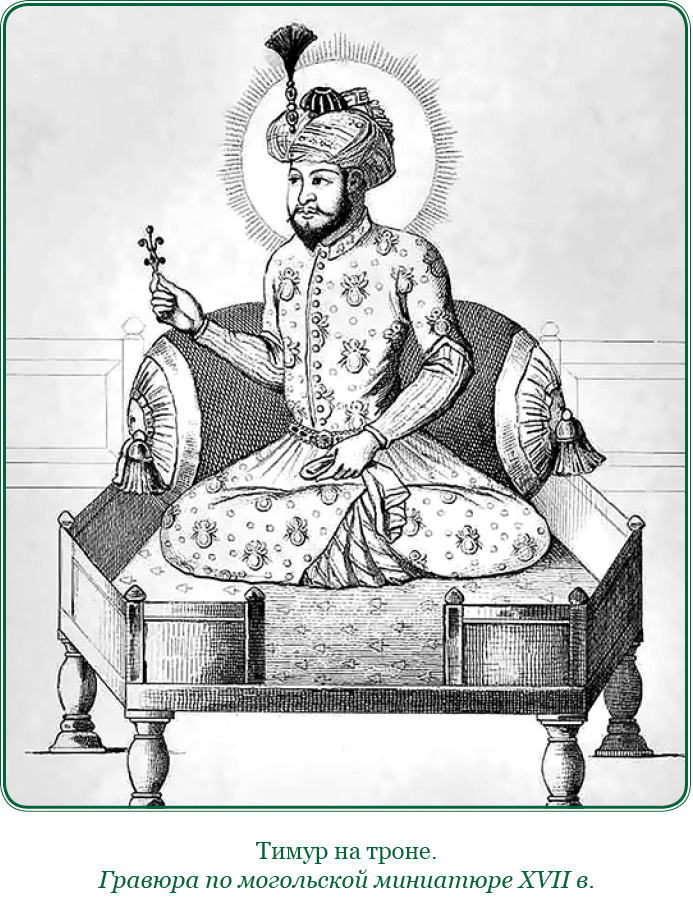 Тимур на троне.
Гравюра по могольской миниатюре XVII в.